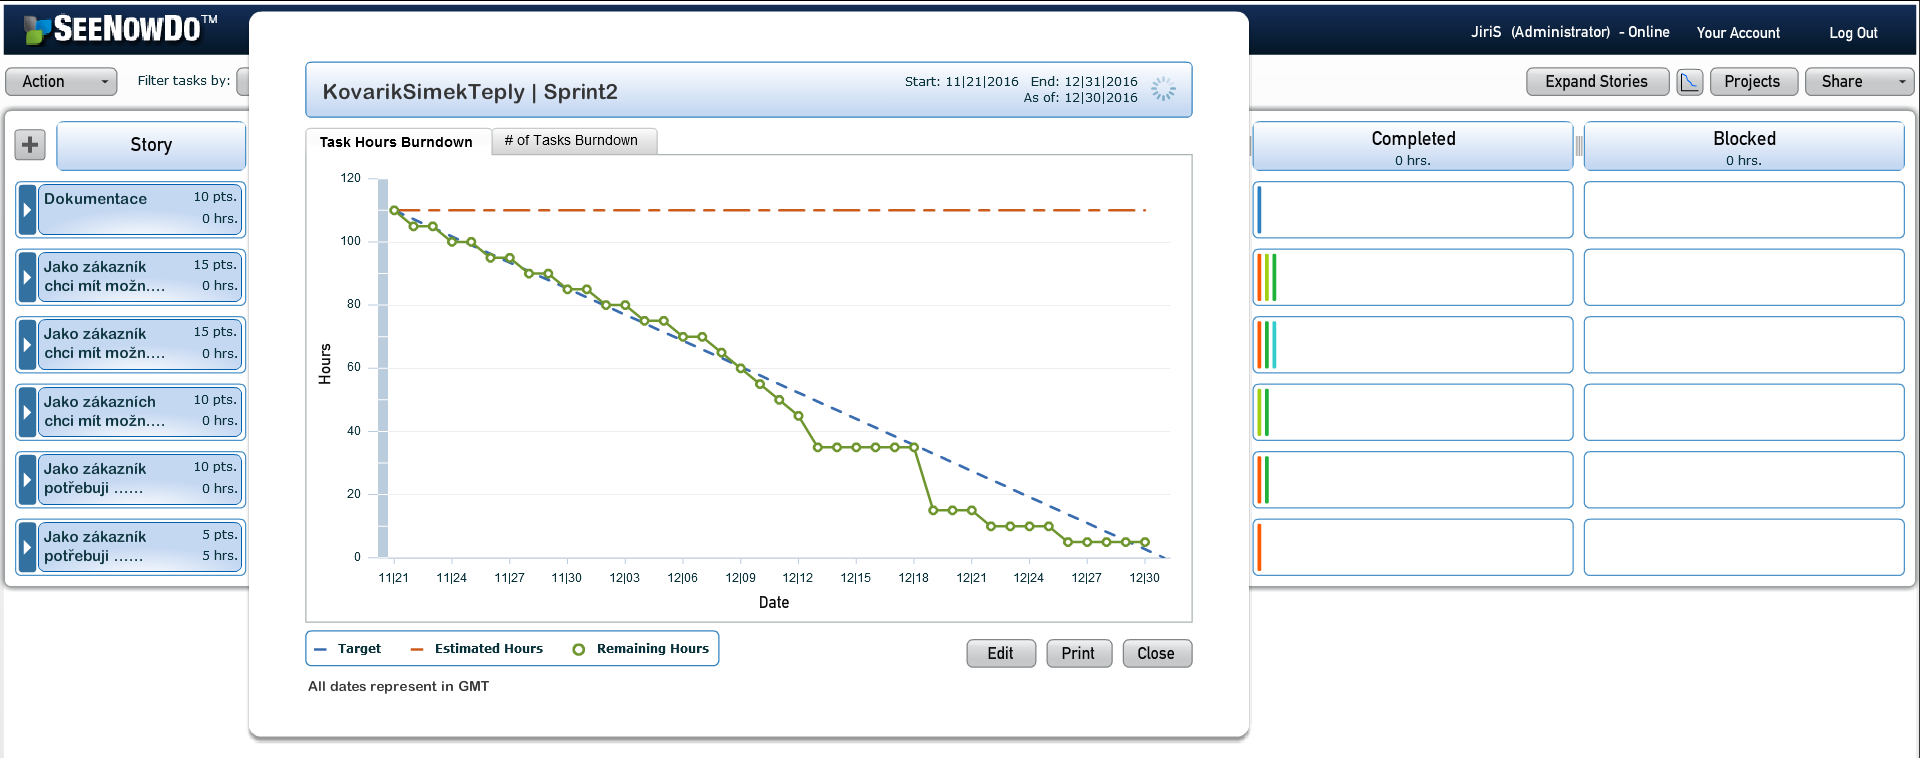 SEENOWDO™
JiriS (Administrator) - Online
Your Account
Log Out
Action
Filter tasks by:
Expand Stories
Projects
Share
KovarikSimekTeply | Sprint2
Start: 11|21|2016 End: 12|31|2016
As of: 12|30|2016
Task Hours Burndown
# of Tasks Burndown
Story
Completed
0 hrs.
Blocked
0 hrs.
Dokumentace
10 pts.
0 hrs.
Jako zákazník
chci mít možn....
15 pts.
0 hrs.
Jako zákazník
chci mít možn....
15 pts.
0 hrs.
Jako zákazních
chci mít možn....
10 pts.
0 hrs.
Jako zákazník
potřebuji ......
10 pts.
0 hrs.
Jako zákazník
potřebuji ......
5 pts.
5 hrs.
Hours
120
100
80
60
40
20
0
11|21 11|24 11|27 11|30 12|03 12|06 12|09 12|12 12|15 12|18 12|21 12|24 12|27 12|30
Date
Target Estimated Hours Remaining Hours
Edit
Print
Close
All dates represent in GMT